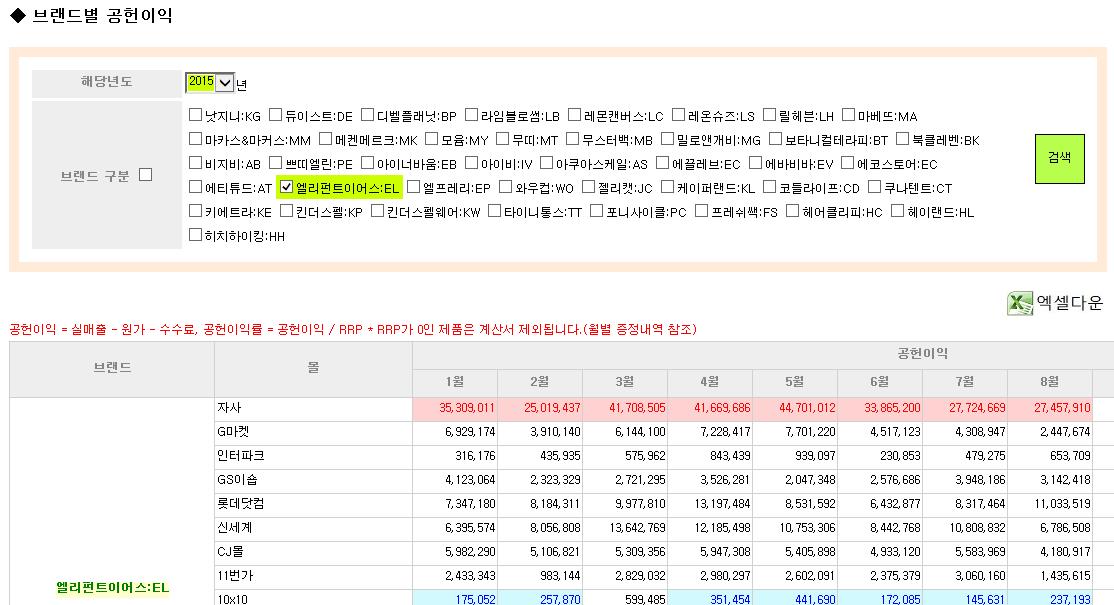 ◆ 브랜드별 공헌이익
해당년도 2015 년
낫지니:KG 듀이스트:DE 디벨플래닛:BP 라임블로썸:LB 레몬캔버스:LC 레온슈즈:LS 릴헤븐:LH 마베뜨:MA
마카스&마커스:MM 메켄메르크:MK 모윰:MY 무띠:MT 무스터백:MB 밀로앤개비:MG 보타니컬테라피:BT 북클레벤:BK
브랜드 구분 비지비:AB 쁘띠엘린:PE 아이너바움:EB 아이비:IV 아쿠아스케일:AS 에끌레브:EC 에바비바:EV 에코스토어:EC 검색
에티튜드:AT 엘리펀트이어스:EL 엘프레리:EP 와우컵:WO 젤리캣:JC 케이퍼랜드:KL 코들라이프:CD 쿠나텐트:CT
키에트라:KE 킨더스펠:KP 킨더스펠웨어:KW 타이니통스:TT 포니사이클:PC 프레쉬쌕:FS 헤어클리피:HC 헤이랜드:HL
히치하이킹:HH
엑셀다운
공헌이익 = 실매출 - 원가 - 수수료, 공헌이익률 = 공헌이익 / RRP * RRP가 0인 제품은 계산서 제외됩니다.(월별 증정내역 참조)
브랜드 몰 공헌이익
1월 2월 3월 4월 5월 6월 7월 8월
자사 35,309,011 25,019,437 41,708,505 41,669,686 44,701,012 33,865,200 27,724,669 27,457,910
G마켓 6,929,174 3,910,140 6,144,100 7,228,417 7,701,220 4,517,123 4,308,947 2,447,674
인터파크 316,176 435,935 575,962 843,439 939,097 230,853 479,275 653,709
GS이숍 4,123,064 2,323,329 2,721,295 3,526,281 2,047,348 2,576,686 3,948,186 3,142,418
롯데닷컴 7,347,180 8,184,311 9,977,810 13,197,484 8,531,592 6,432,877 8,317,464 11,033,519
신세계 6,395,574 8,056,808 13,642,769 12,185,498 10,753,306 8,442,768 10,808,832 6,786,508
CJ몰 5,982,290 5,106,821 5,309,356 5,947,308 5,405,898 4,933,120 5,583,969 4,180,917
11번가 2,433,343 983,144 2,829,032 2,980,297 2,602,091 2,375,379 3,060,160 1,435,615
엘리펀트이어스:EL
10x10 175,052 257,870 599,485 351,454 441,690 172,085 145,631 237,193